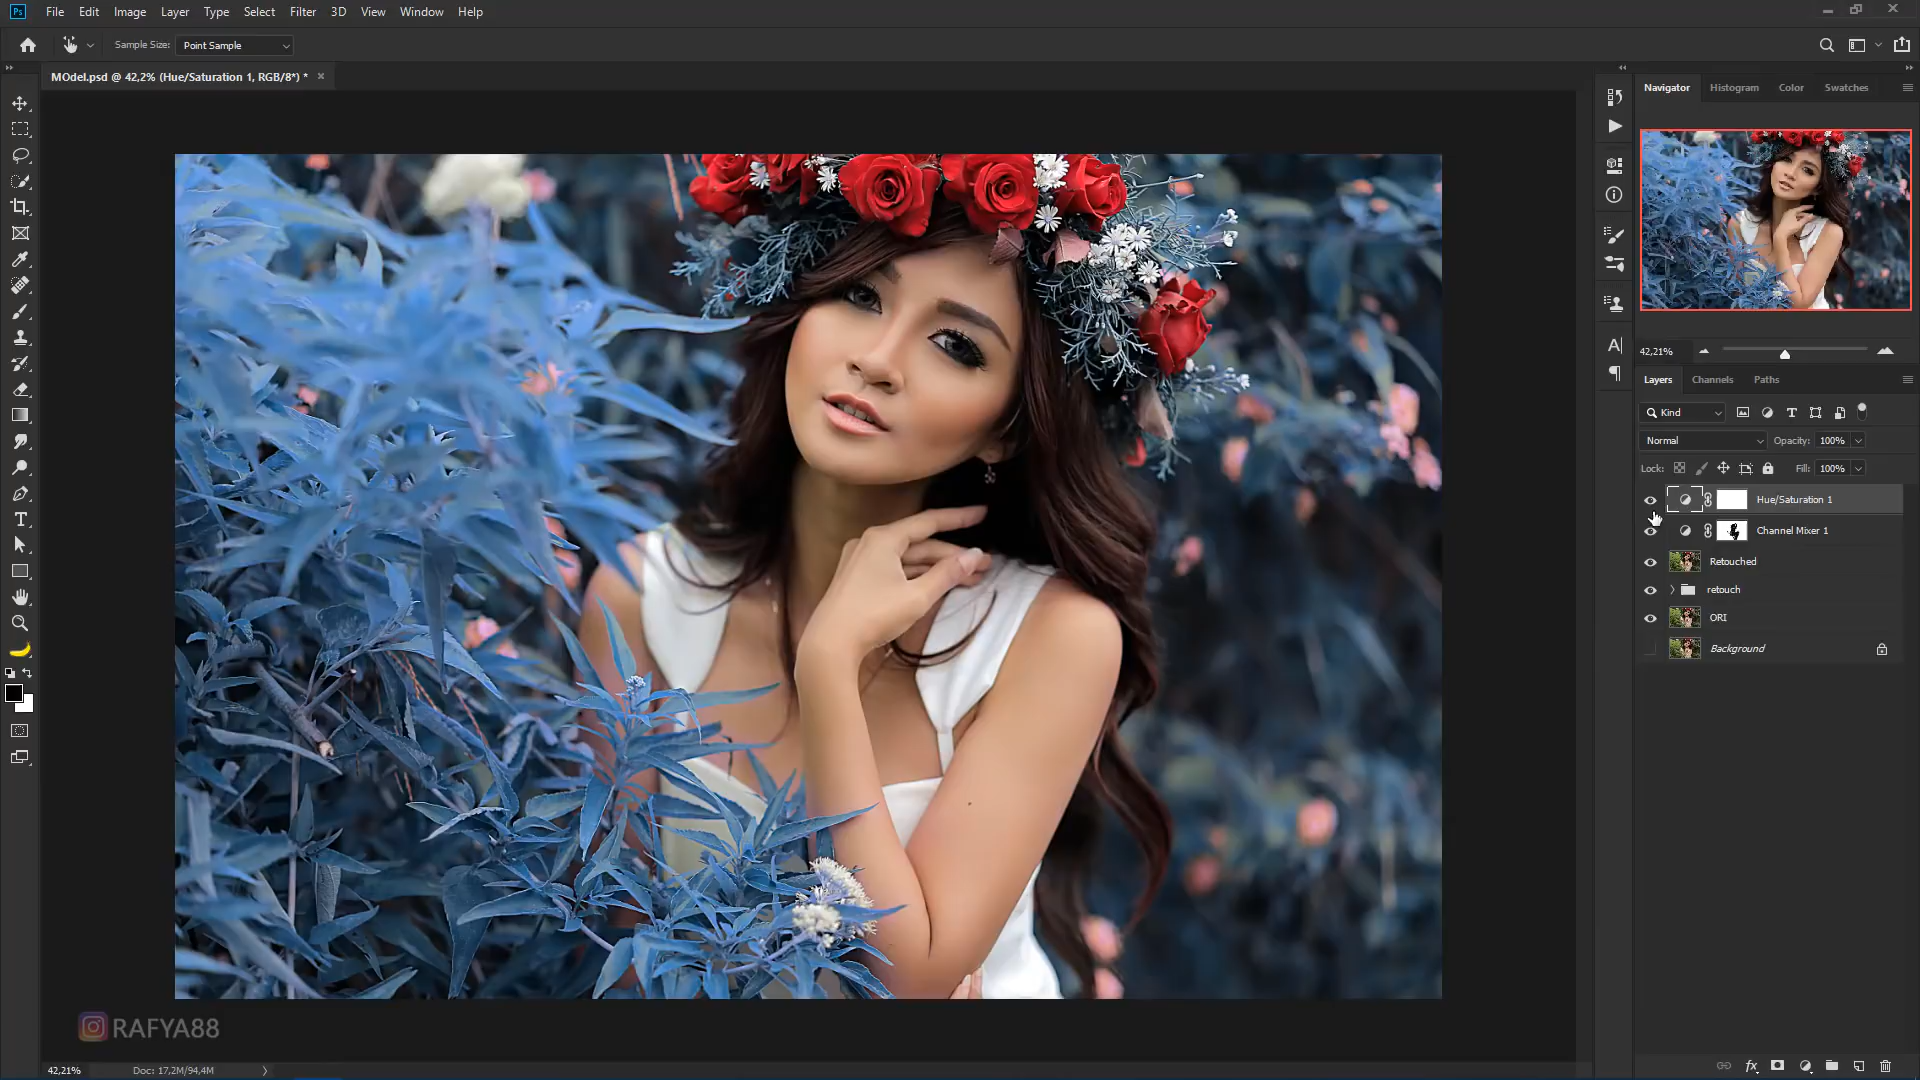 Ps File Edit Image Layer Type Select Filter 3D View Window Help
Sample Size: Point Sample
MOdel.psd @ 42,2% (Hue/Saturation 1, RGB/8*) *
Navigator Histogram Color Swatches
42,21%
Layers Channels Paths
Kind
Normal Opacity: 100%
Lock: Fill: 100%
Hue/Saturation 1
Channel Mixer 1
Retouched
retouch
ORI
Background
RAFYA88
42,21% Doc: 17,2M/94,4M